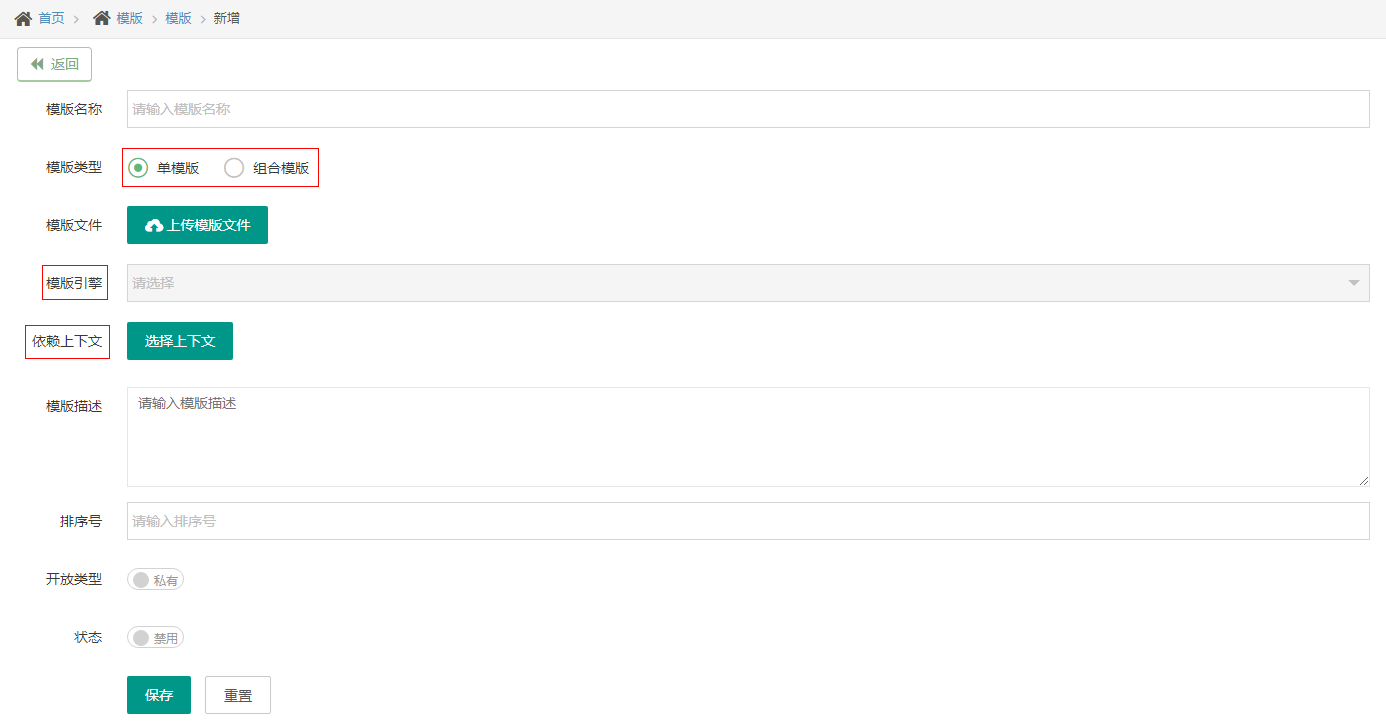 首页 > 模版 > 模版 > 新增
返回
模版名称 请输入模版名称
模版类型 单模版 组合模版
模版文件 上传模版文件
模版引擎 请选择
依赖上下文 选择上下文
模版描述 请输入模版描述
排序号 请输入排序号
开放类型 私有
状态 禁用
保存 重置